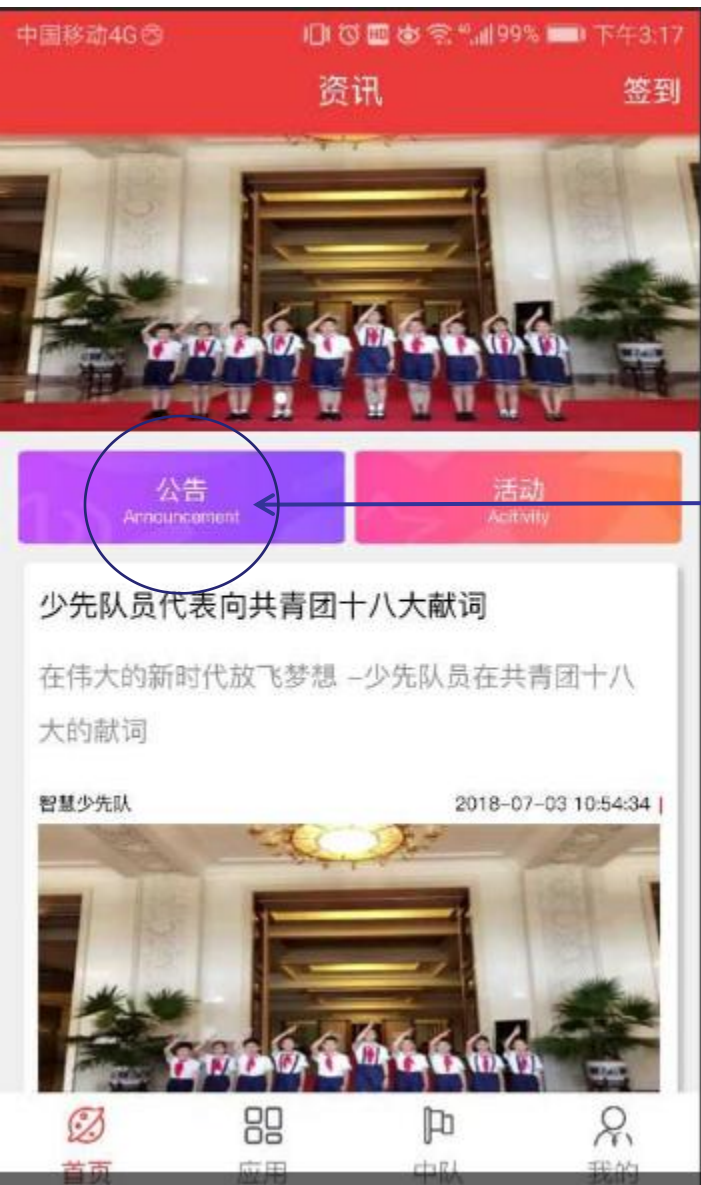 中国移动4G
HD 4G 99% 下午3:17
资讯
签到
公告
Announcement
活动
Acitivity
少先队员代表向共青团十八大献词
在伟大的新时代放飞梦想 –少先队员在共青团十八
大的献词
智慧少先队
2018-07-03 10:54:34
首页
应用
中队
我的